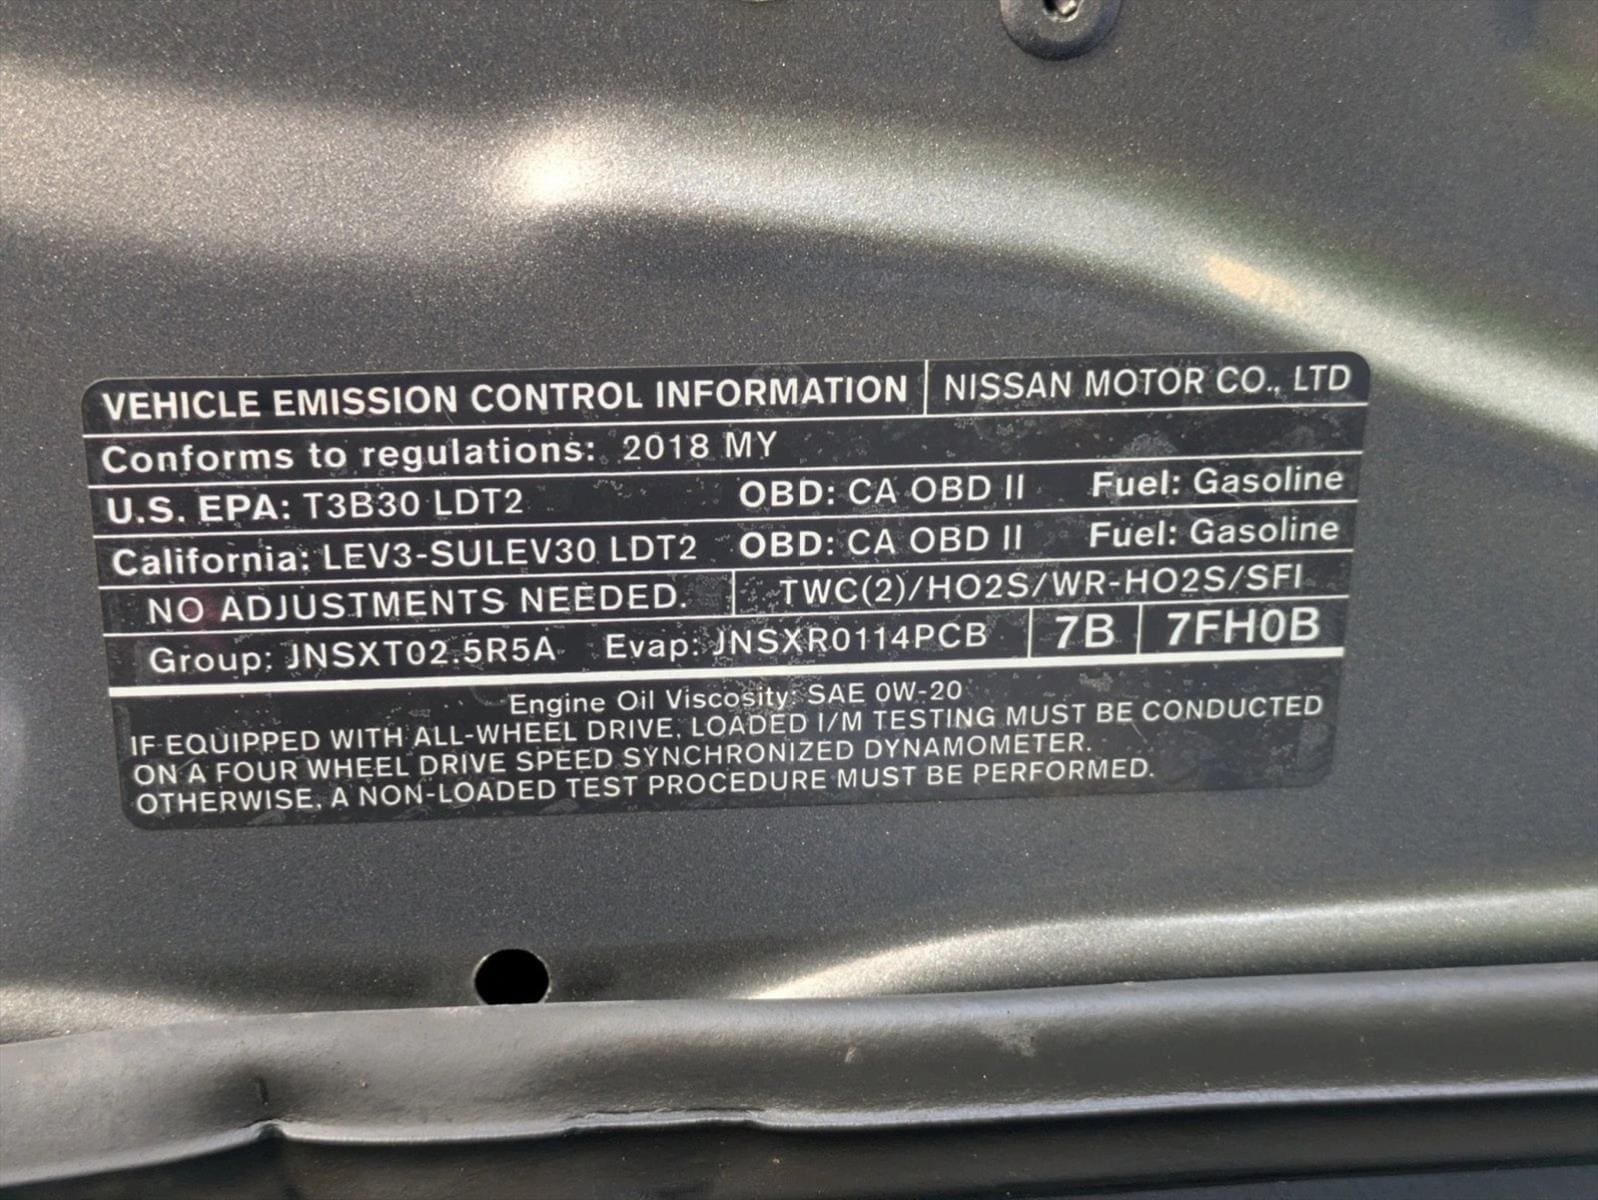 VEHICLE EMISSION CONTROL INFORMATION NISSAN MOTOR CO., LTD
Conforms to regulations: 2018 MY
U.S. EPA: T3B30 LDT2 OBD: CA OBD II Fuel: Gasoline
California: LEV3-SULEV30 LDT2 OBD: CA OBD II Fuel: Gasoline
NO ADJUSTMENTS NEEDED. TWC(2)/HO2S/WR-HO2S/SFI
Group: JNSXT02.5R5A Evap: JNSXR0114PCB 7B 7FH0B
Engine Oil Viscosity: SAE 0W-20
IF EQUIPPED WITH ALL-WHEEL DRIVE, LOADED I/M TESTING MUST BE CONDUCTED
ON A FOUR WHEEL DRIVE SPEED SYNCHRONIZED DYNAMOMETER.
OTHERWISE, A NON-LOADED TEST PROCEDURE MUST BE PERFORMED.